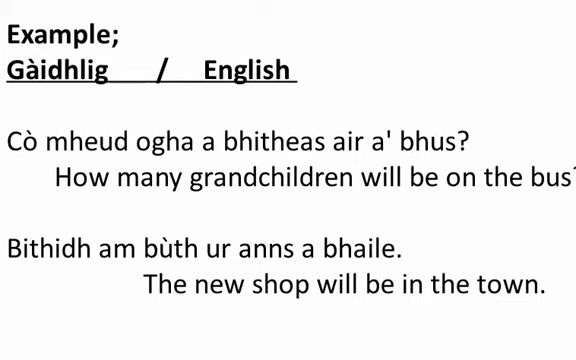 Example;
Gàidhlig / English
Cò mheud ogha a bhitheas air a' bhus?
How many grandchildren will be on the bus?
Bithidh am bùth ur anns a bhaile.
The new shop will be in the town.